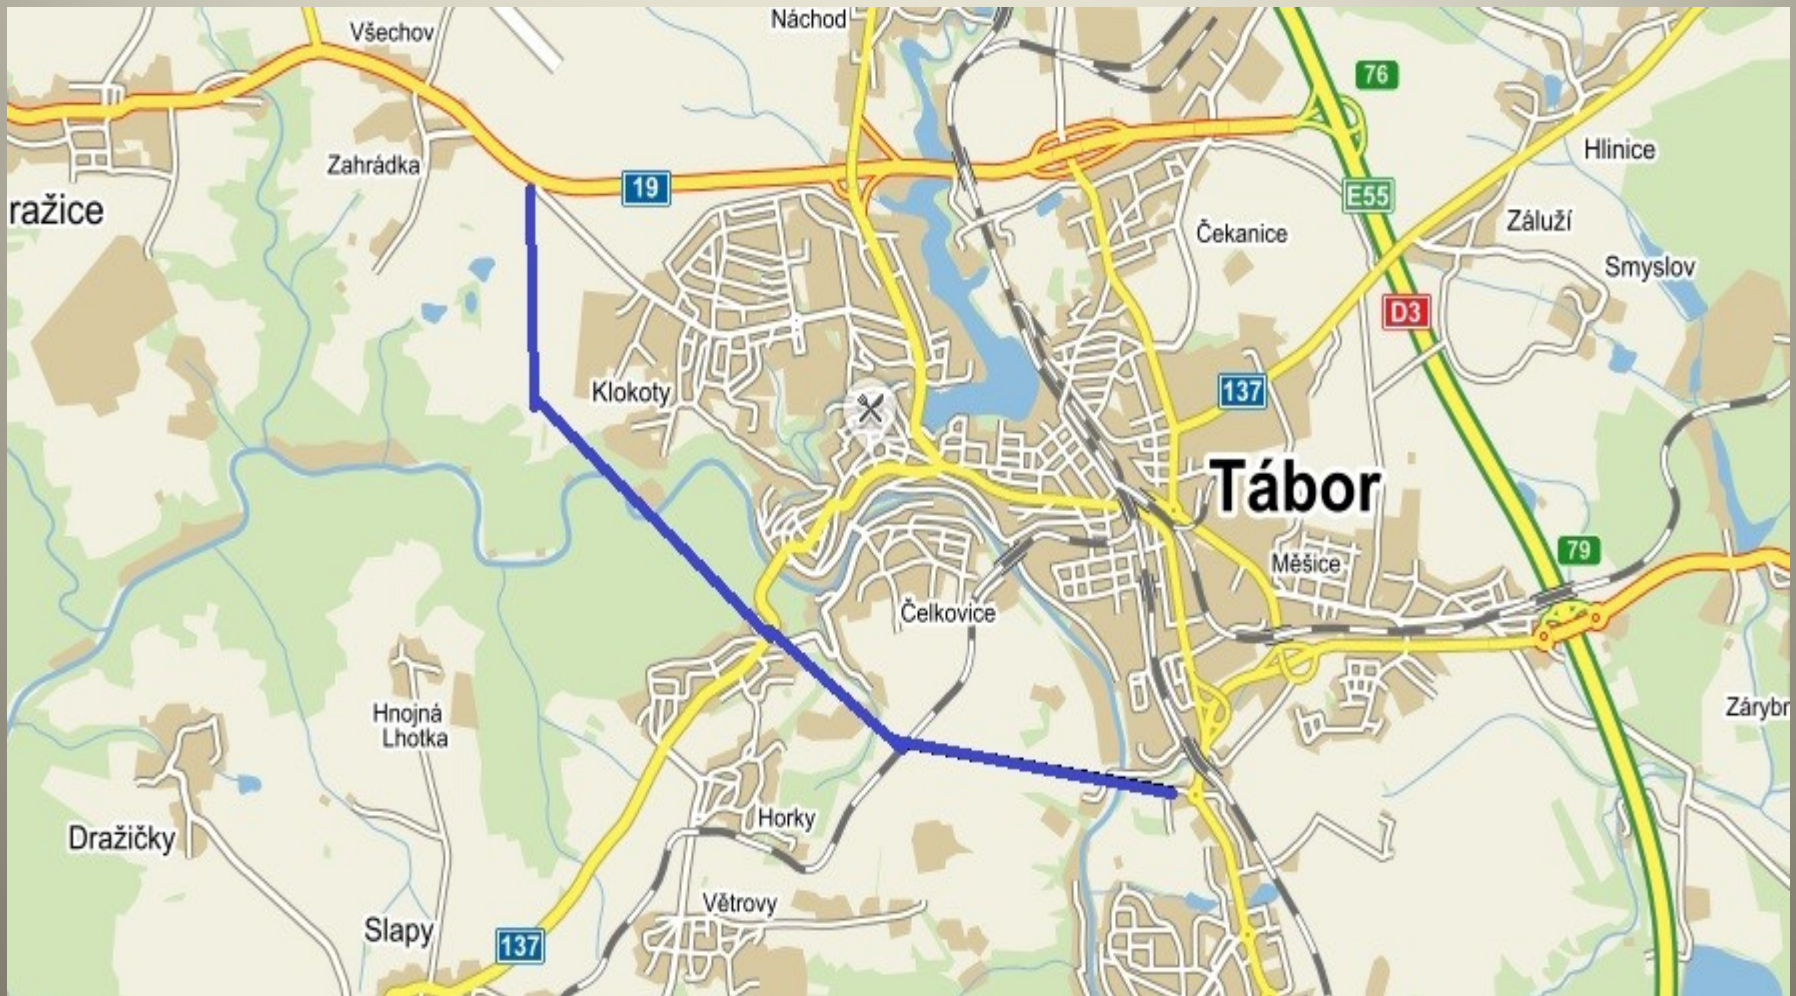 Náchod
Všechov
76
Hlinice
Zahrádka
19
E55
ražice
Čekanice
Záluží
Smyslov
D3
Klokoty
137
Tábor
79
Měšice
Čelkovice
Hnojná
Lhotka
Zárybr
Dražičky
Horky
Větrovy
Slapy
137